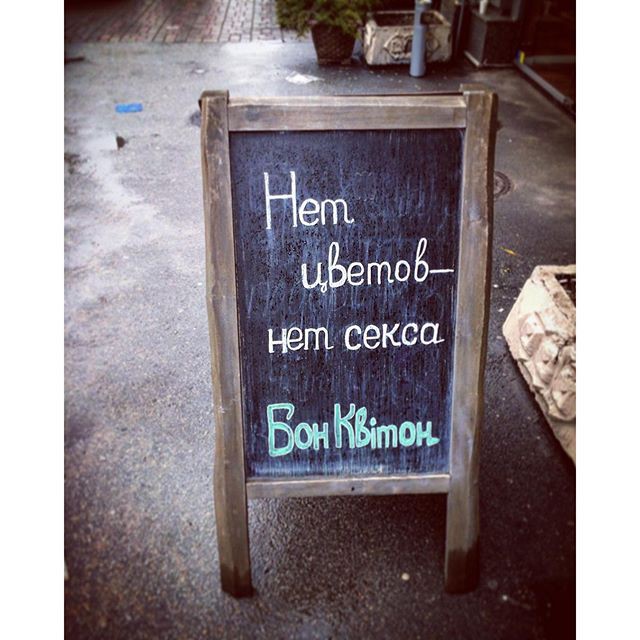 Нет
цветов–
нет секса
Бон Квітон